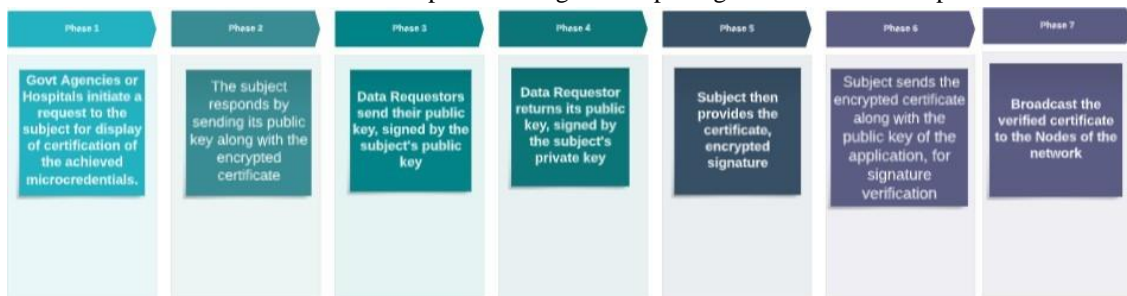 Phase 1
Phase 2
Phase 3
Phase 4
Phase 5
Phase 6
Phase 7
Govt Agencies or
Hospitals initiate a
request to the
subject for display
of certification of
the achieved
microcredentials.
The subject
responds by
sending its public
key along with the
encrypted
certificate
Data Requestors
send their public
key, signed by the
subject's public
key
Data Requestor
returns its public
key, signed by
the subject's
private key
Subject then
provides the
certificate,
encrypted
signature
Subject sends the
encrypted certificate
along with the
public key of the
application, for
signature
verification
Broadcast the
verified certificate
to the Nodes of the
network